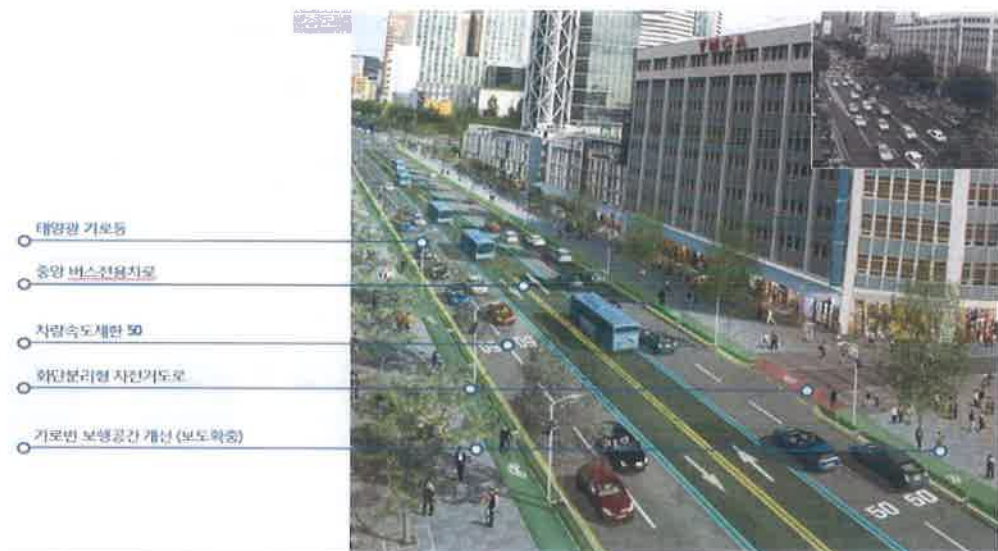 YMCA
태양광 가로등
중앙 버스전용차로
차량속도제한 50
화단분리형 자전거도로
가로변 보행공간 개선 (보도확충)
50 50
50 50